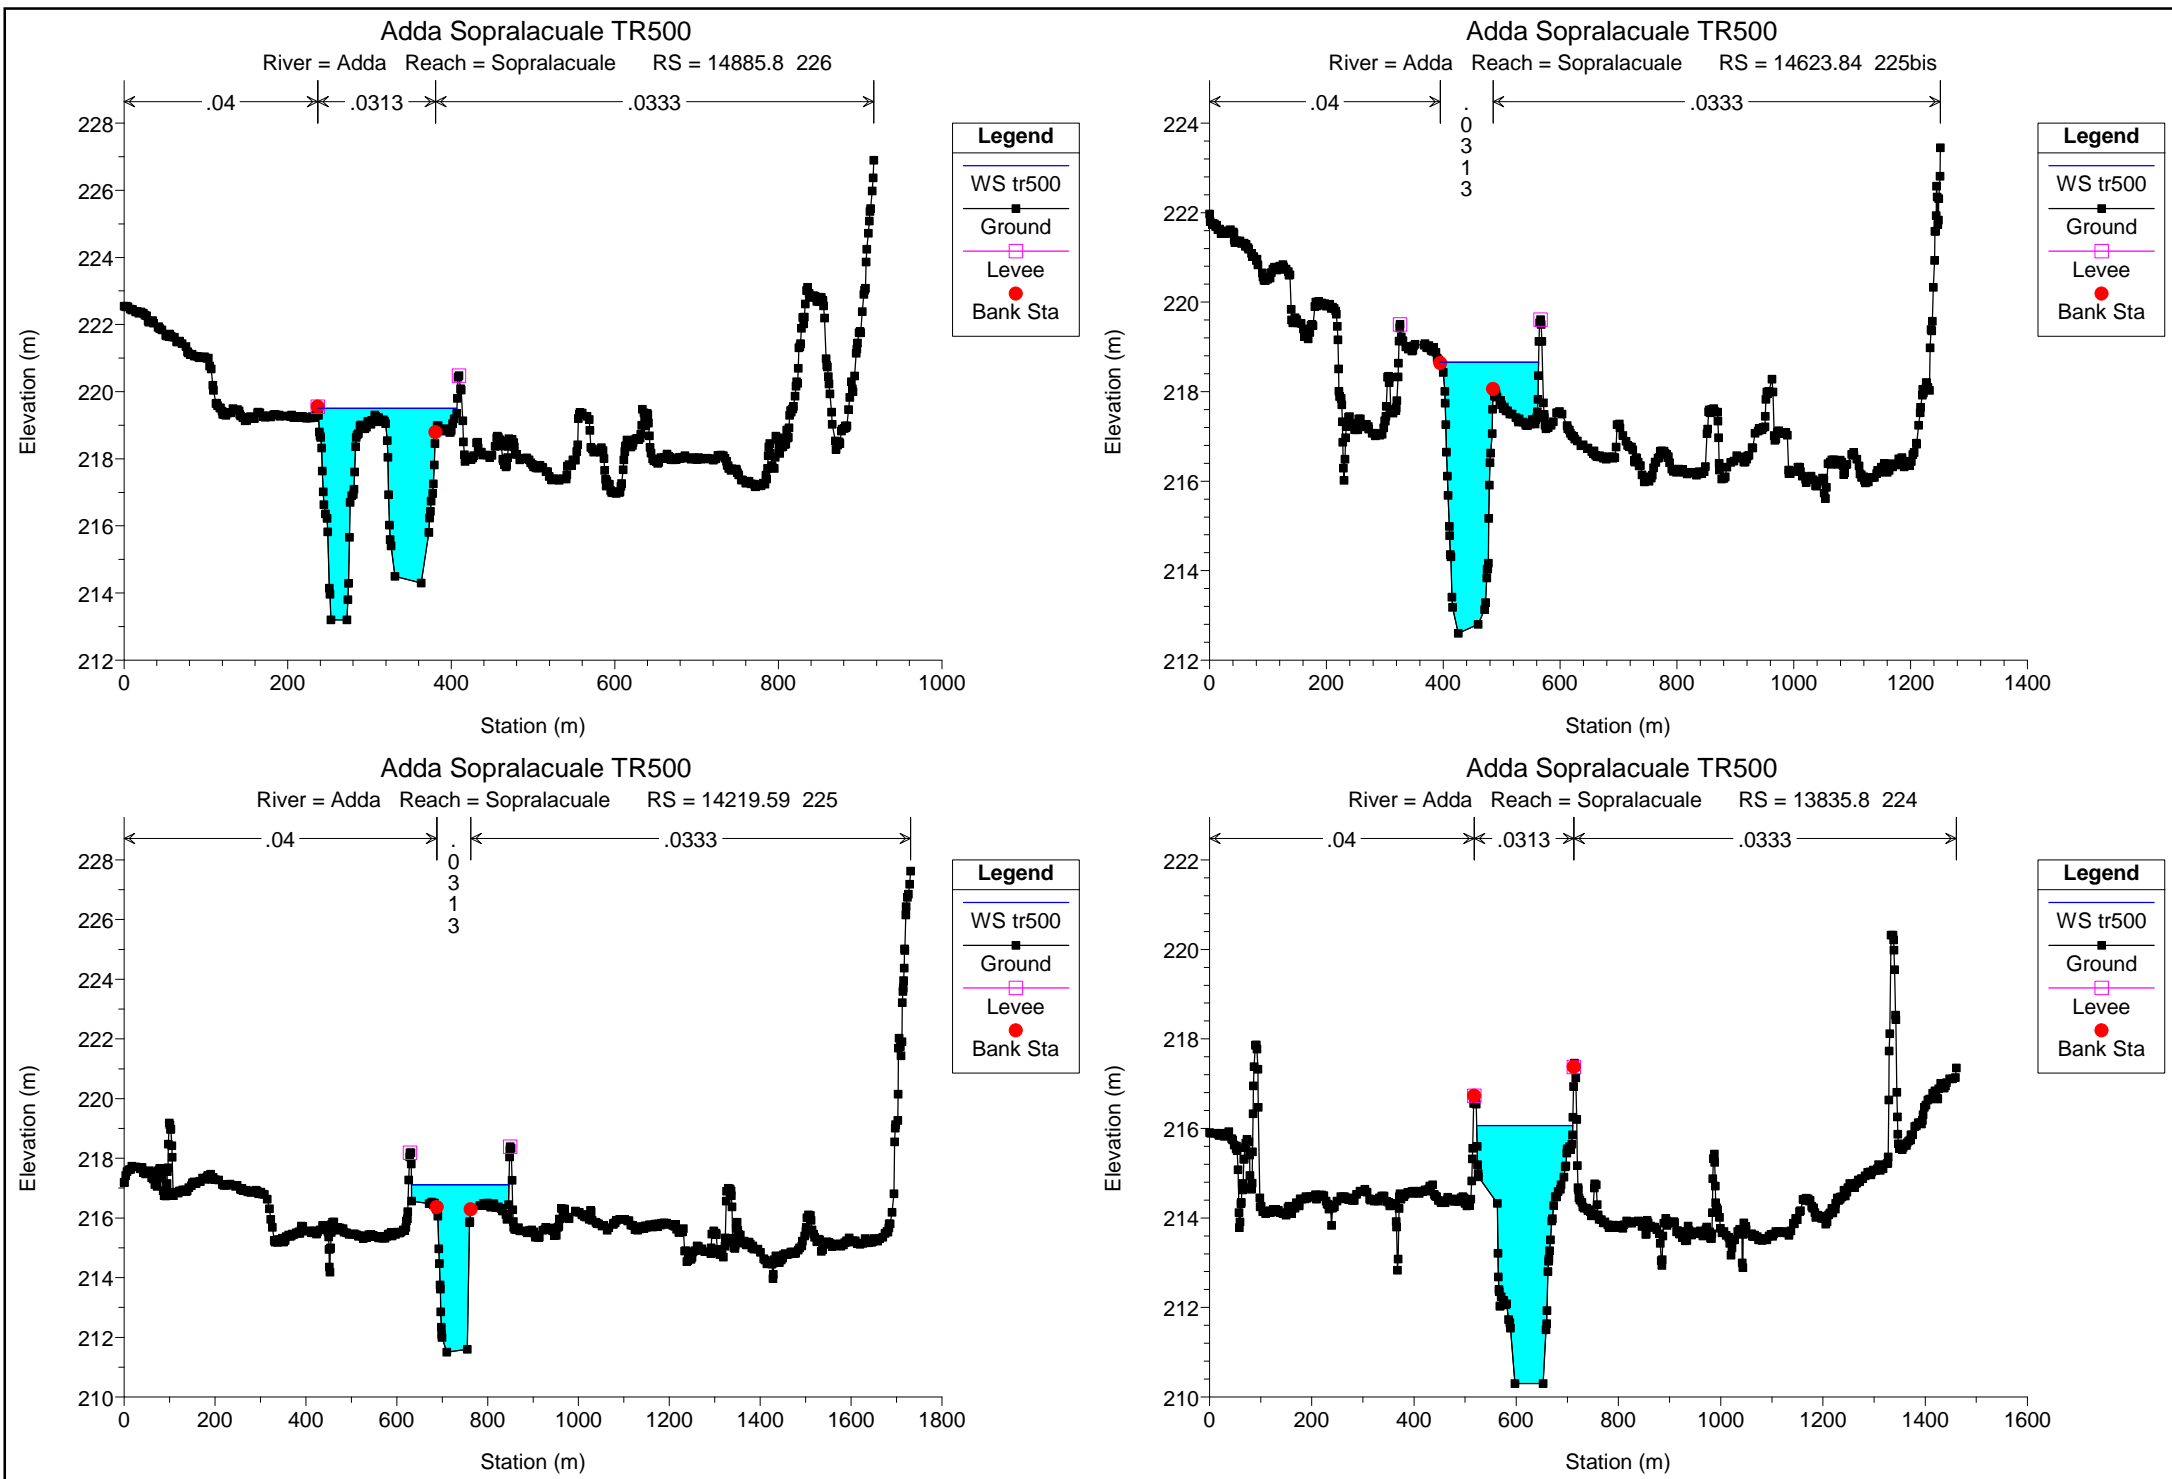 Adda Sopralacuale TR500
River = Adda Reach = Sopralacuale RS = 14885.8 226
.04
.0313
.0333
228
226
224
222
220
218
216
214
212
0
200
400
600
800
1000
Elevation (m)
Station (m)
Legend
WS tr500
Ground
Levee
Bank Sta
Adda Sopralacuale TR500
River = Adda Reach = Sopralacuale RS = 14623.84 225bis
.04
.
0
3
1
3
.0333
224
222
220
218
216
214
212
0
200
400
600
800
1000
1200
1400
Elevation (m)
Station (m)
Legend
WS tr500
Ground
Levee
Bank Sta
Adda Sopralacuale TR500
River = Adda Reach = Sopralacuale RS = 14219.59 225
.04
.
0
3
1
3
.0333
228
226
224
222
220
218
216
214
212
210
0
200
400
600
800
1000
1200
1400
1600
1800
Elevation (m)
Station (m)
Legend
WS tr500
Ground
Levee
Bank Sta
Adda Sopralacuale TR500
River = Adda Reach = Sopralacuale RS = 13835.8 224
.04
.0313
.0333
222
220
218
216
214
212
210
0
200
400
600
800
1000
1200
1400
1600
Elevation (m)
Station (m)
Legend
WS tr500
Ground
Levee
Bank Sta